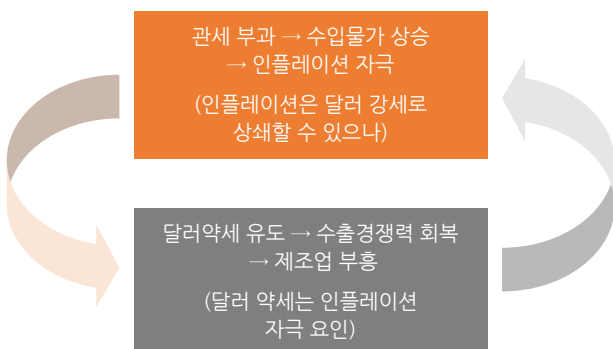 관세 부과 → 수입물가 상승
→ 인플레이션 자극
(인플레이션은 달러 강세로
상쇄할 수 있으나)
달러약세 유도 → 수출경쟁력 회복
→ 제조업 부흥
(달러 약세는 인플레이션
자극 요인)